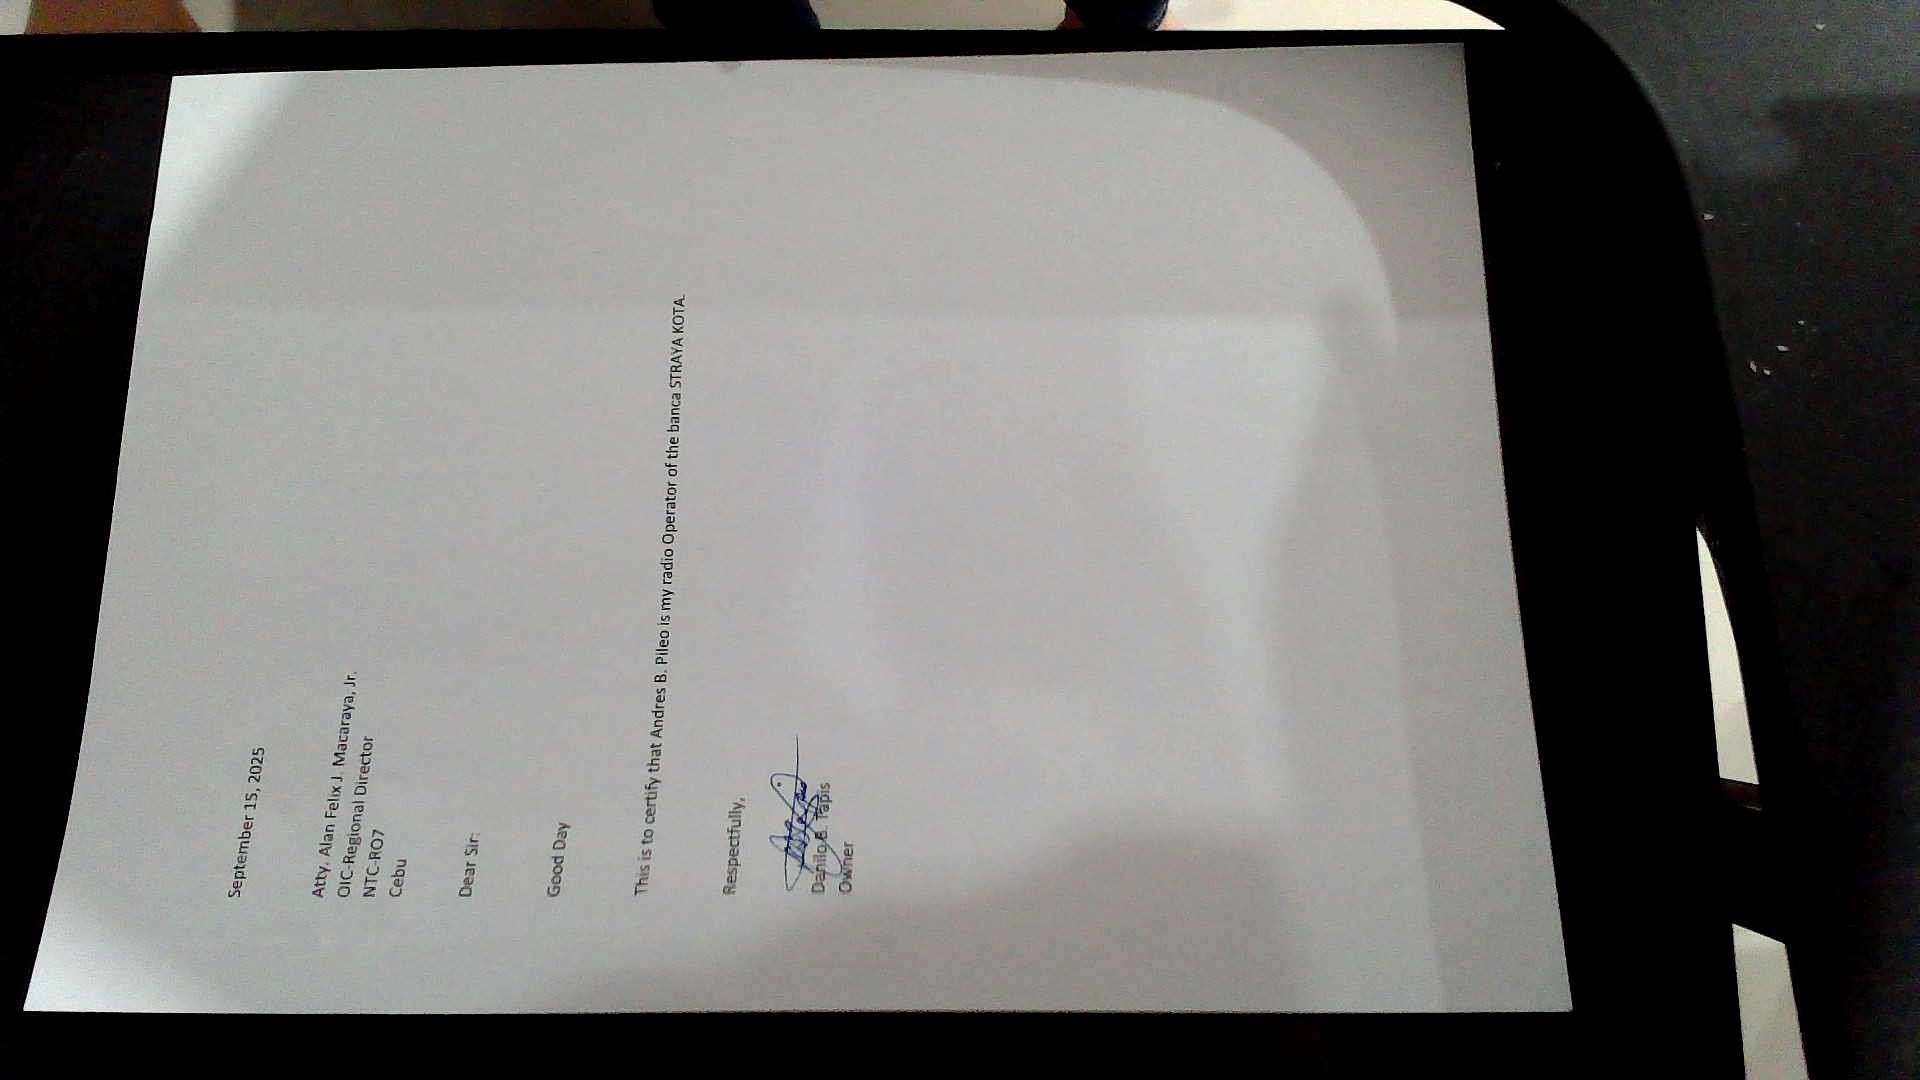 September 15, 2025
Atty. Alan Felix J. Macaraya, Jr.
OIC-Regional Director
NTC-RO7
Cebu
Dear Sir:
Good Day
This is to certify that Andres B. Pileo is my radio Operator of the banca STRAYA KOTA.
Respectfully,
Danilo B. Tapis
Owner